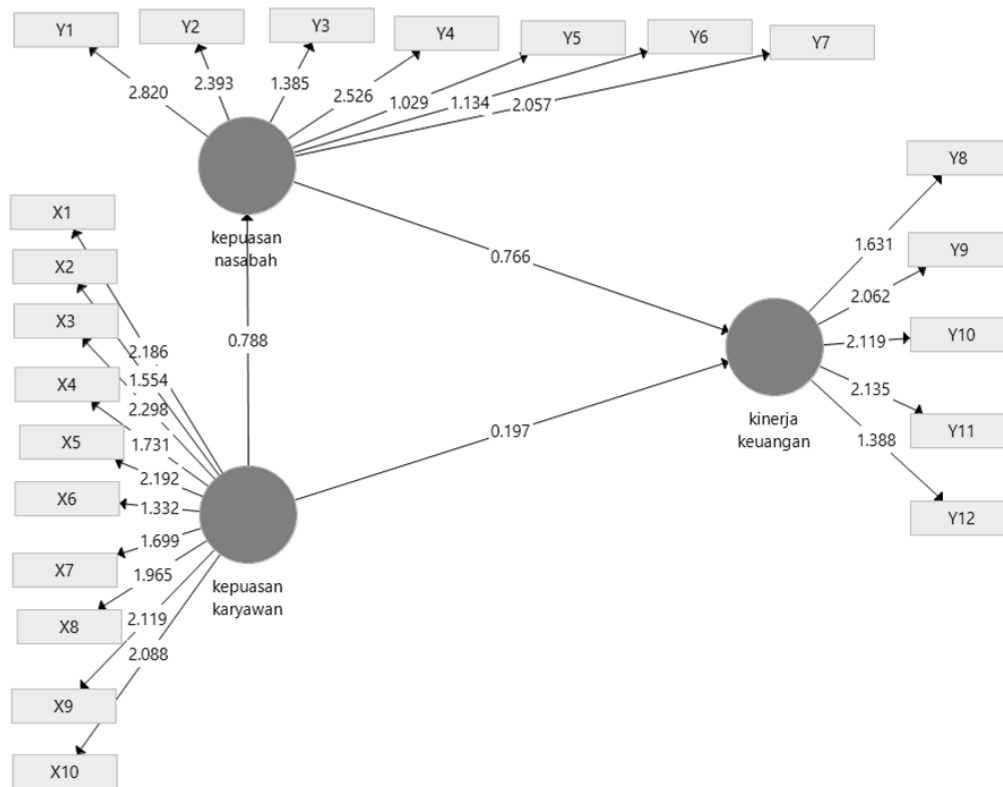 Y1
Y2
Y3
Y4
Y5
Y6
Y7
2.820
2.393
1.385
2.526
1.029
1.134
2.057
kepuasan
nasabah
Y8
Y9
Y10
Y11
Y12
1.631
2.062
2.119
2.135
1.388
kinerja
keuangan
0.766
0.788
0.197
X1
X2
X3
X4
X5
X6
X7
X8
X9
X10
2.186
1.554
2.298
1.731
2.192
1.332
1.699
1.965
2.119
2.088
kepuasan
karyawan